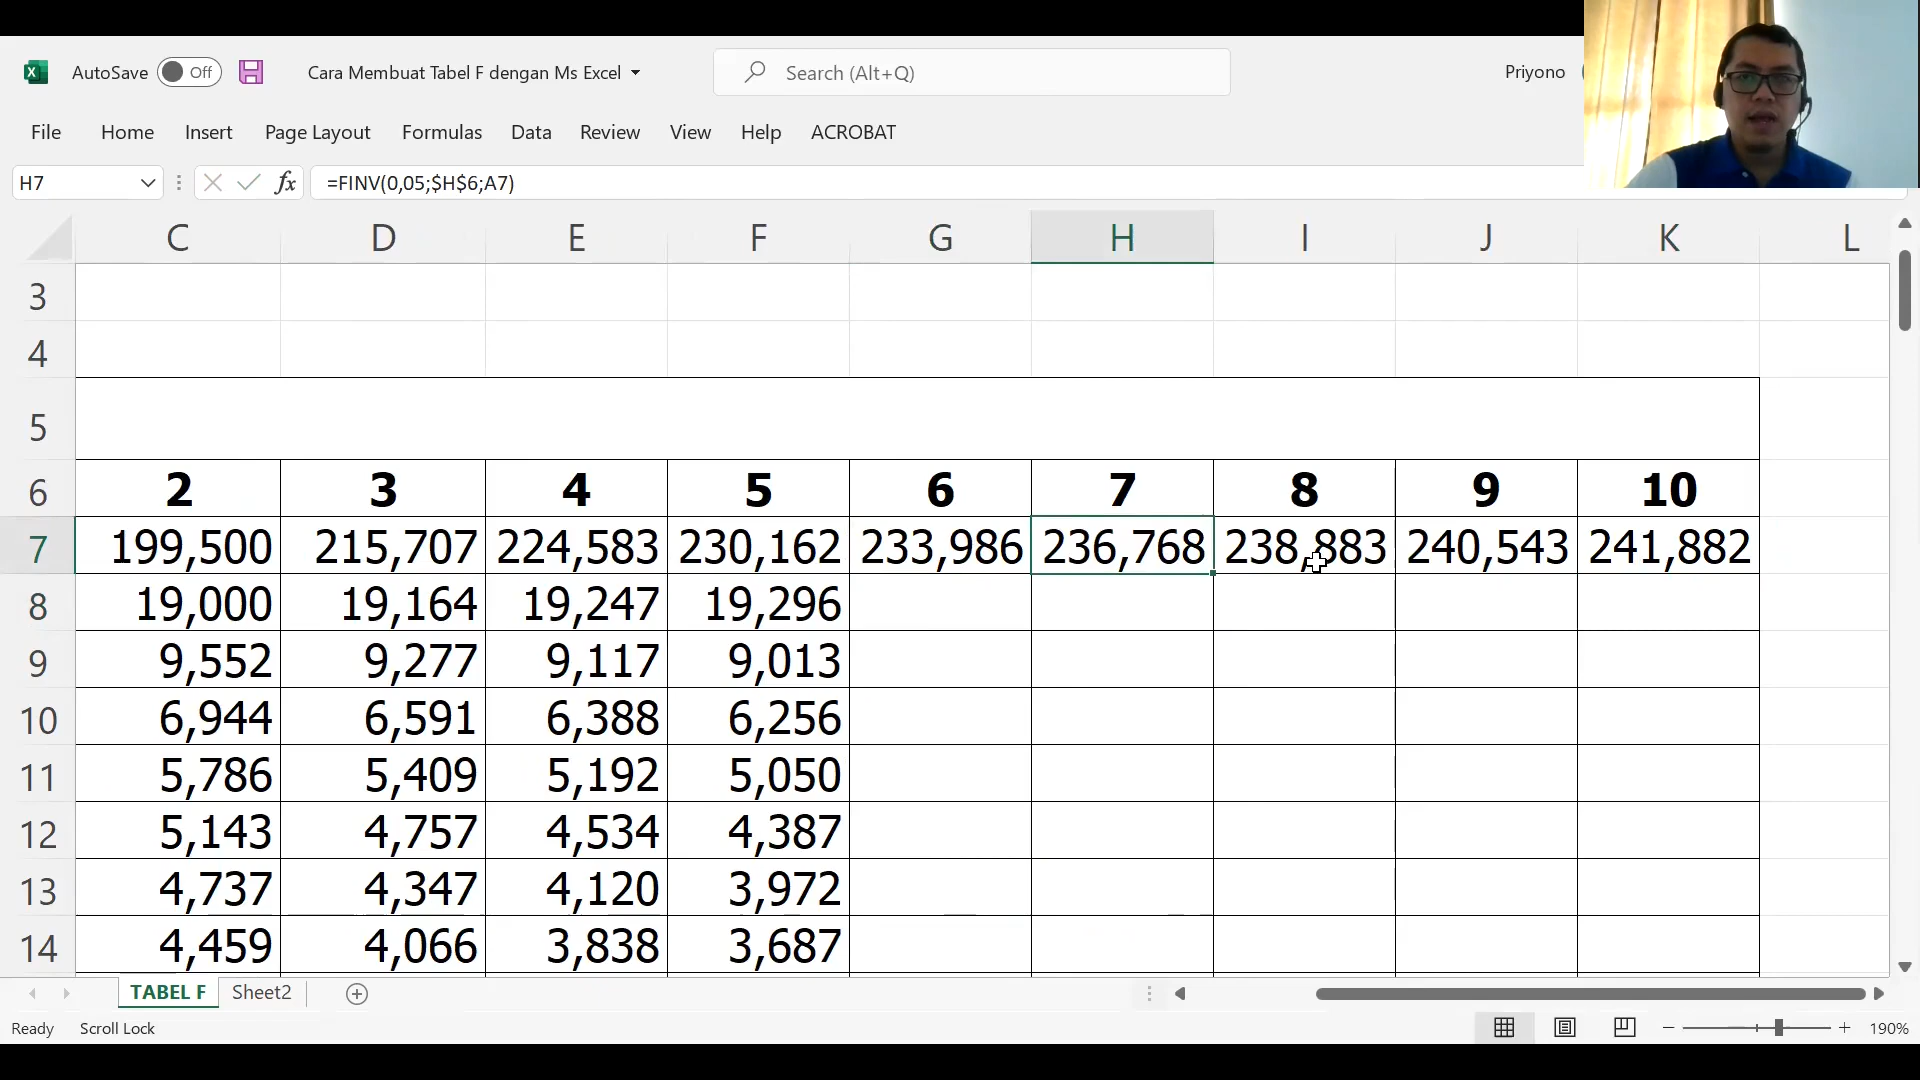 AutoSave Off Cara Membuat Tabel F dengan Ms Excel Search (Alt+Q) Priyono
File Home Insert Page Layout Formulas Data Review View Help ACROBAT
H7 fx =FINV(0,05;$H$6;A7)
C D E F G H I J K L
3
4
5
6 2 3 4 5 6 7 8 9 10
7 199,500 215,707 224,583 230,162 233,986 236,768 238,883 240,543 241,882
8 19,000 19,164 19,247 19,296
9 9,552 9,277 9,117 9,013
10 6,944 6,591 6,388 6,256
11 5,786 5,409 5,192 5,050
12 5,143 4,757 4,534 4,387
13 4,737 4,347 4,120 3,972
14 4,459 4,066 3,838 3,687
TABEL F Sheet2
Ready Scroll Lock 190%